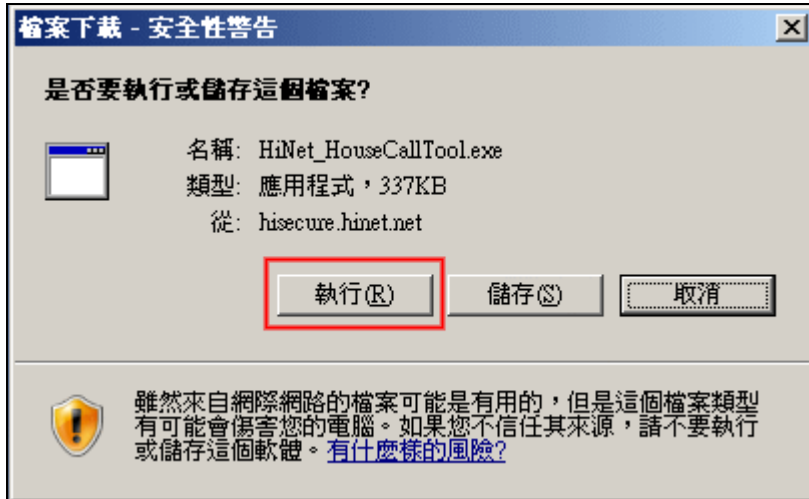 檔案下載 - 安全性警告
是否要執行或儲存這個檔案?
名稱: HiNet_HouseCallTool.exe
類型: 應用程式，337KB
從: hisecure.hinet.net
執行(R) 儲存(S) 取消
雖然來自網際網路的檔案可能是有用的，但是這個檔案類型
有可能會傷害您的電腦。如果您不信任其來源，請不要執行
或儲存這個軟體。有什麼樣的風險?